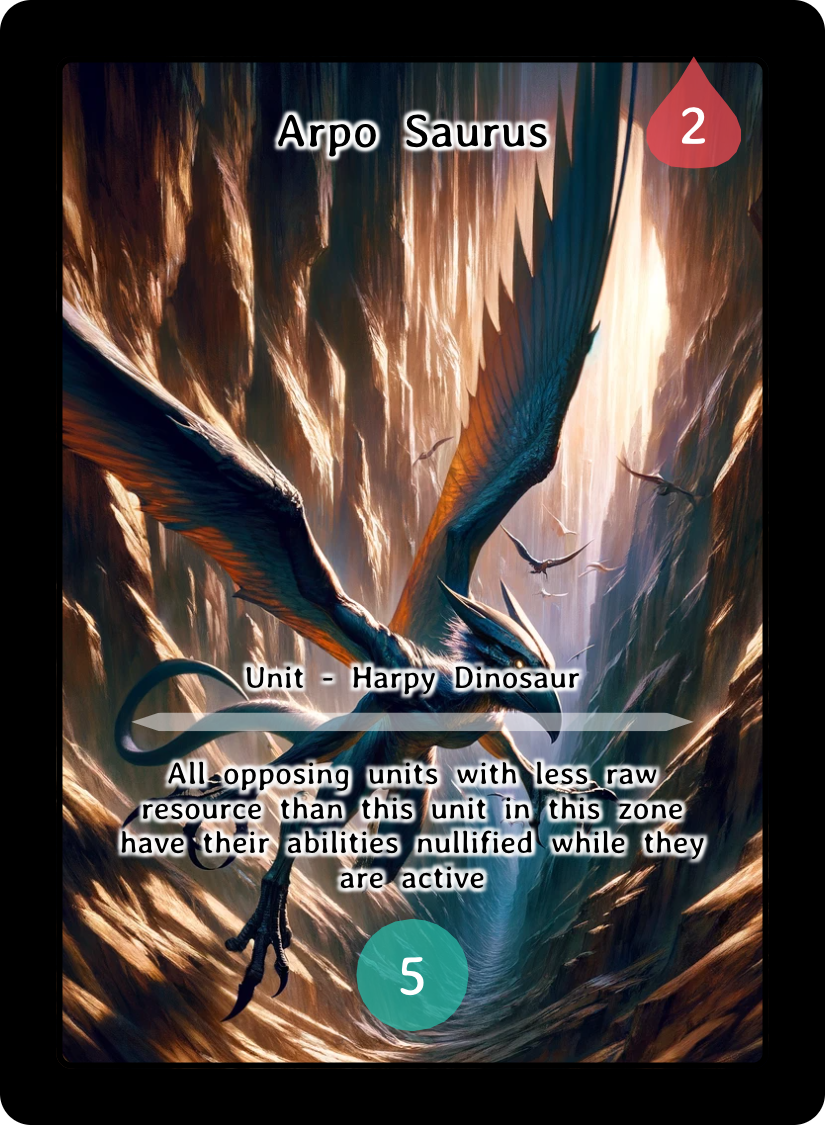 Arpo Saurus
2
Unit - Harpy Dinosaur
All opposing units with less raw
resource than this unit in this zone
have their abilities nullified while they
are active
5